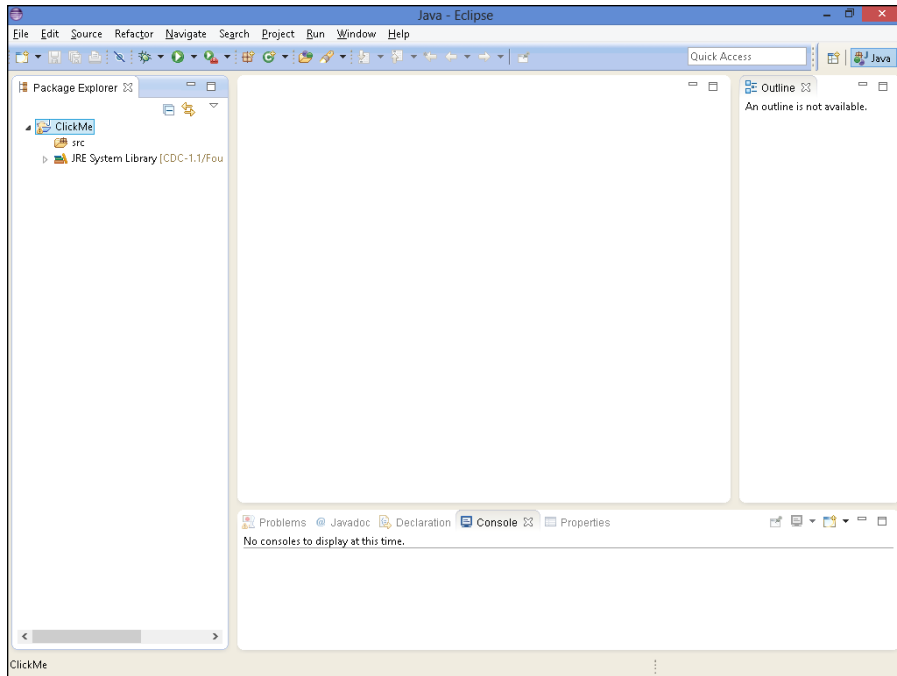 Java - Eclipse
File Edit Source Refactor Navigate Search Project Run Window Help
Quick Access
Java
Package Explorer
Outline
An outline is not available.
ClickMe
src
JRE System Library [CDC-1.1/Fou
Problems @ Javadoc Declaration Console Properties
No consoles to display at this time.
ClickMe